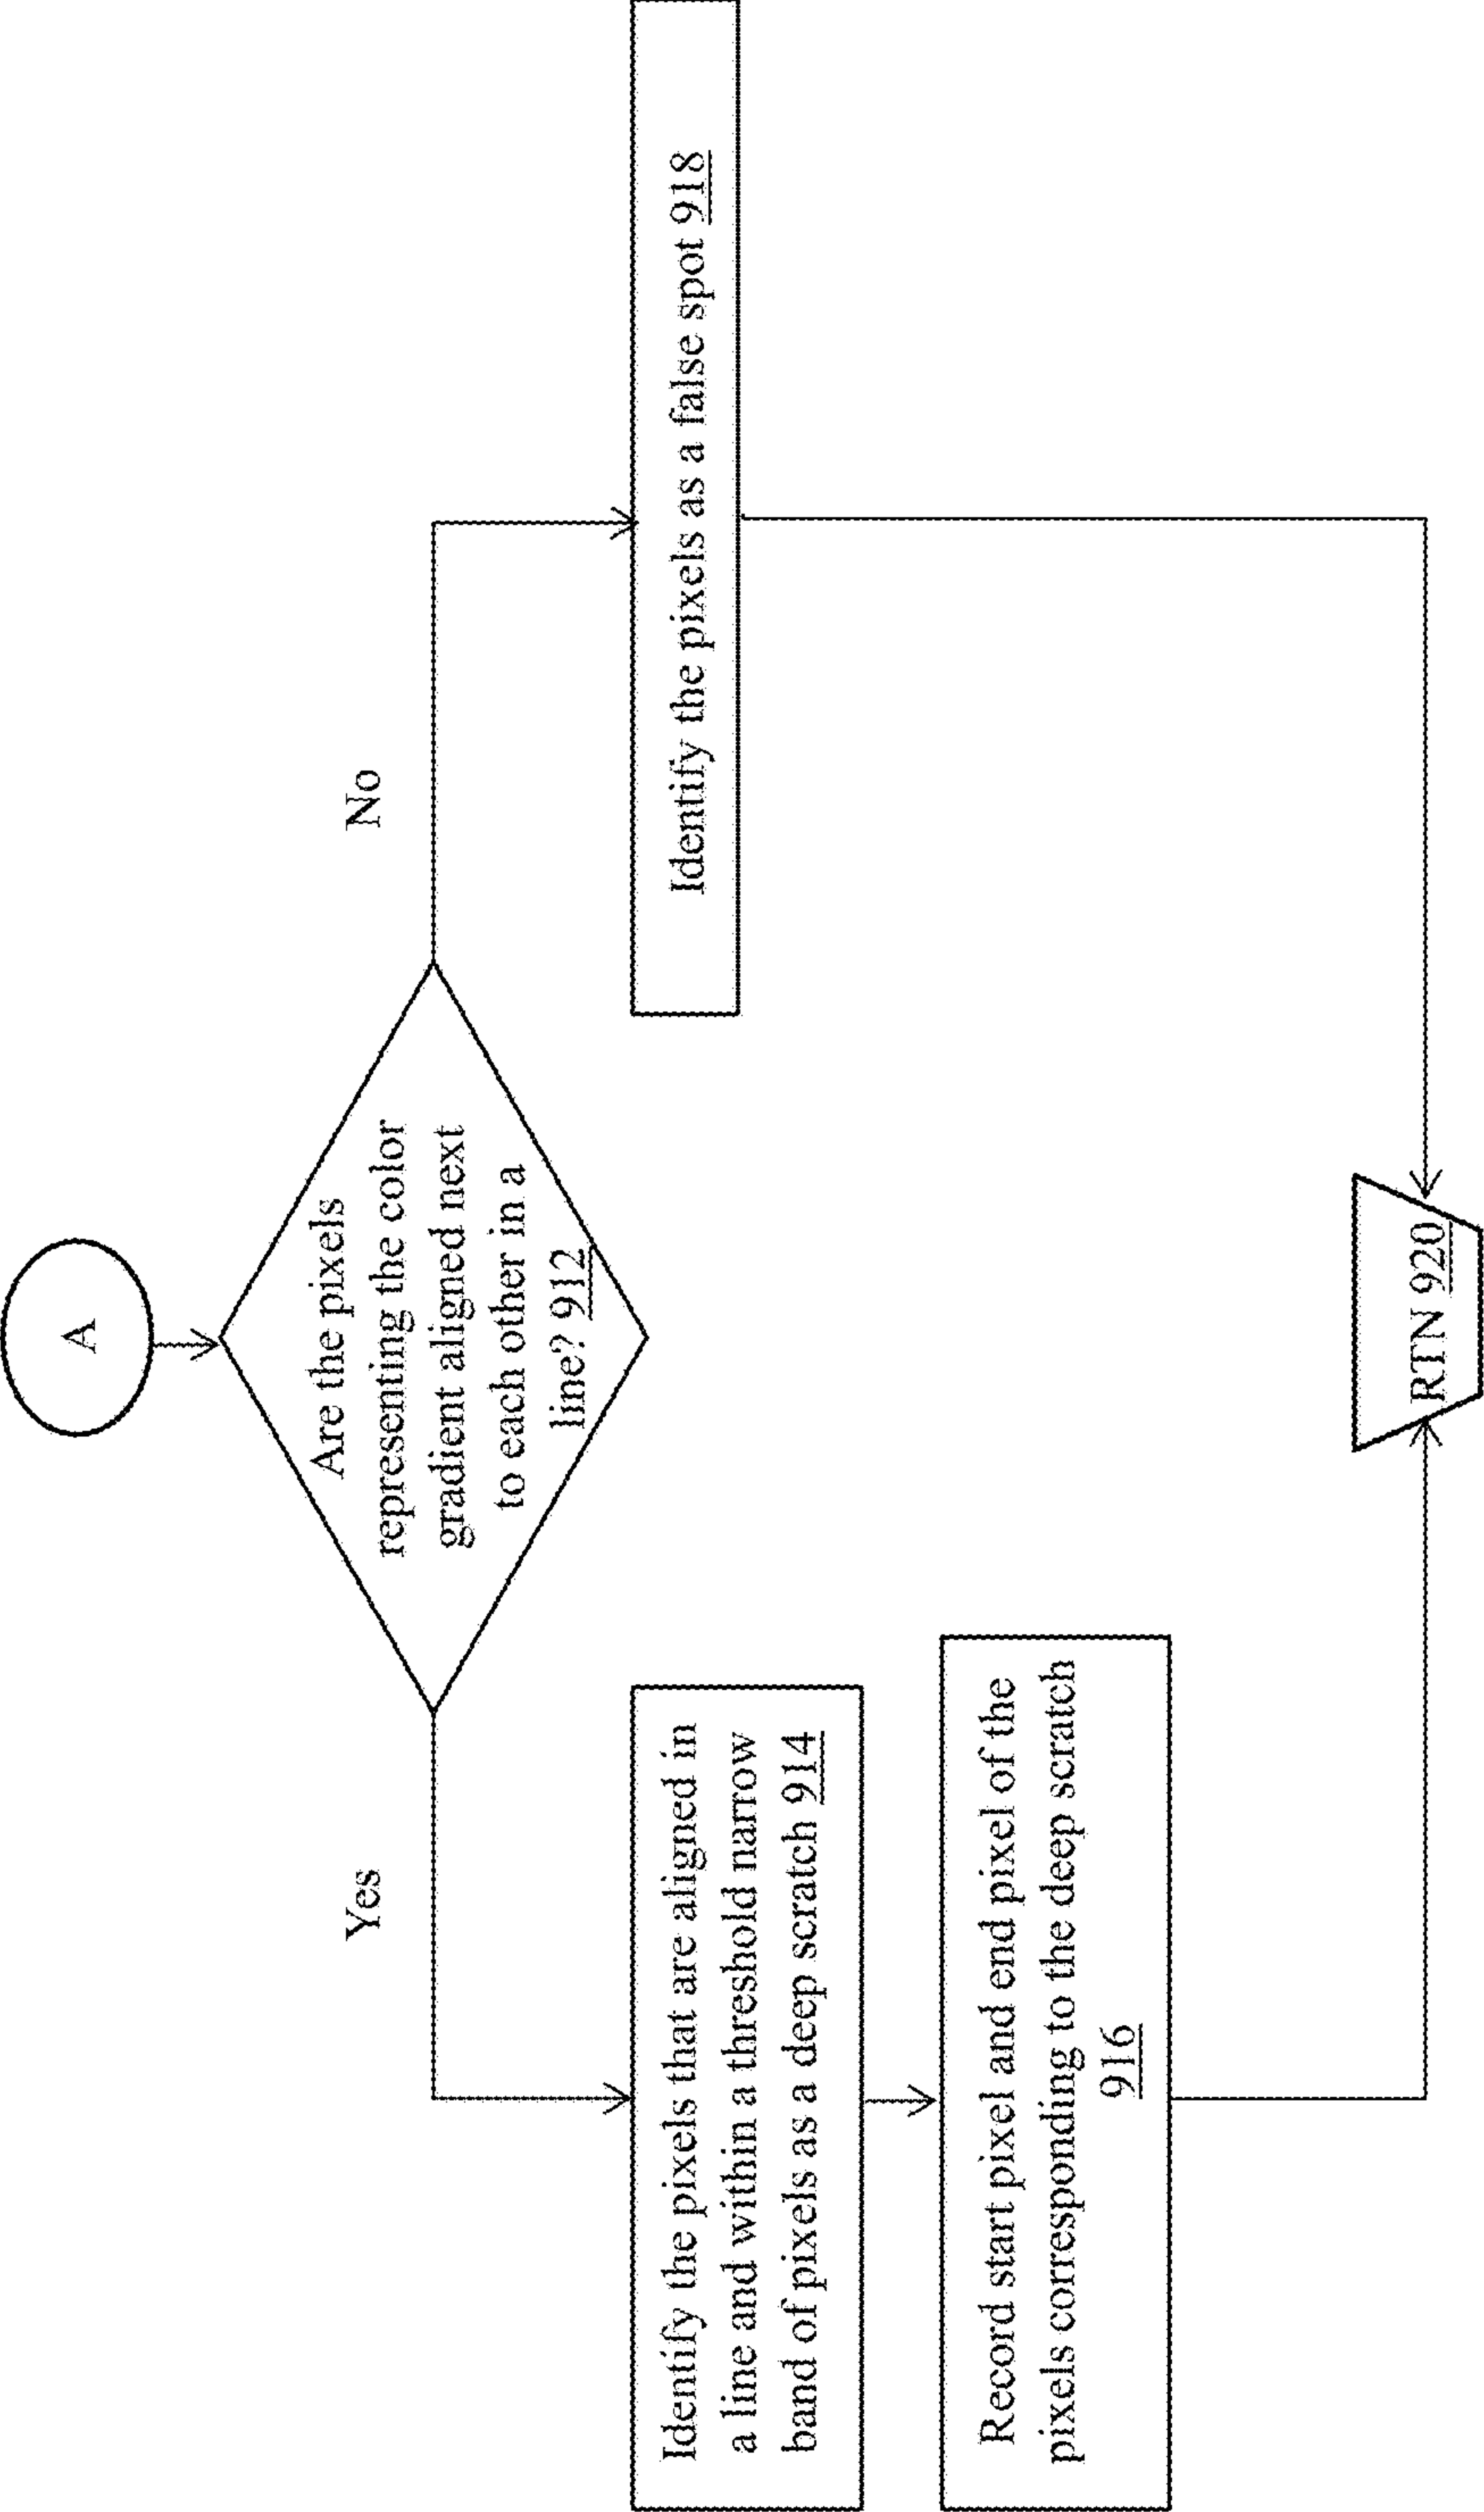 A
Are the pixels
representing the color
gradient aligned next
to each other in a
line? 912
Yes
No
Identify the pixels that are aligned in
a line and within a threshold narrow
band of pixels as a deep scratch 914
Identify the pixels as a false spot 918
Record start pixel and end pixel of the
pixels corresponding to the deep scratch
916
RTN 920